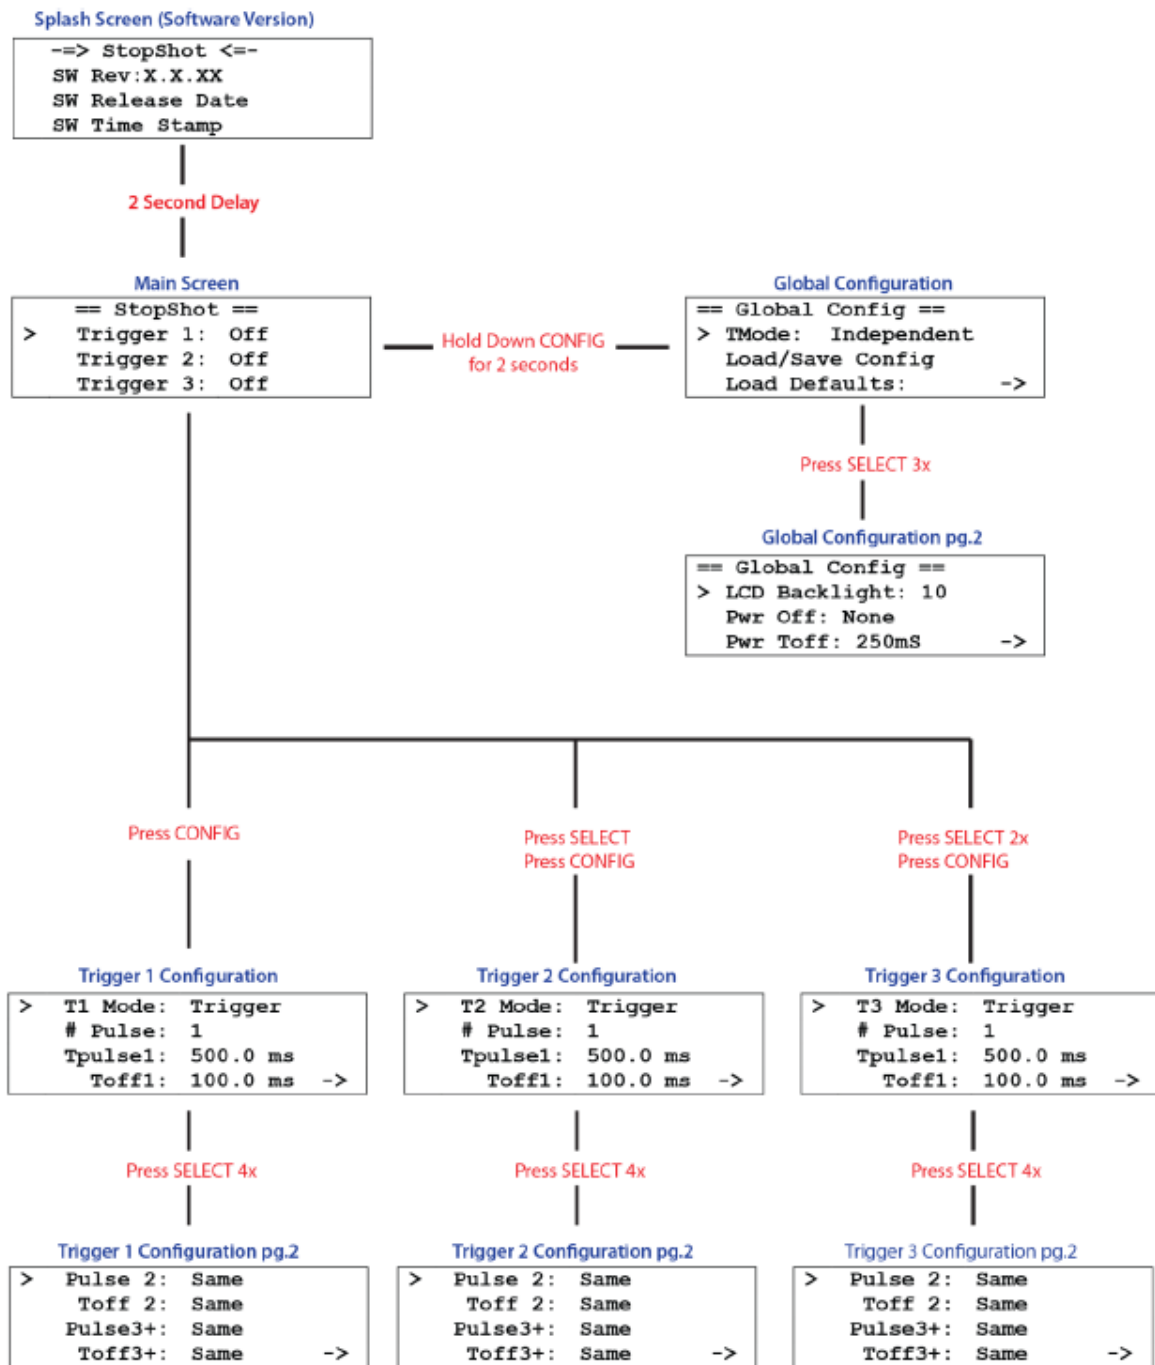 Splash Screen (Software Version)
-=> StopShot <=-
SW Rev:X.X.XX
SW Release Date
SW Time Stamp
2 Second Delay
Main Screen
== StopShot ==
> Trigger 1: Off
Trigger 2: Off
Trigger 3: Off
Hold Down CONFIG
for 2 seconds
Global Configuration
== Global Config ==
> TMode: Independent
Load/Save Config
Load Defaults: ->
Press SELECT 3x
Global Configuration pg.2
== Global Config ==
> LCD Backlight: 10
Pwr Off: None
Pwr Toff: 250mS ->
Press CONFIG
Press SELECT
Press CONFIG
Press SELECT 2x
Press CONFIG
Trigger 1 Configuration
> T1 Mode: Trigger
# Pulse: 1
Tpulse1: 500.0 ms
Toff1: 100.0 ms ->
Trigger 2 Configuration
> T2 Mode: Trigger
# Pulse: 1
Tpulse1: 500.0 ms
Toff1: 100.0 ms ->
Trigger 3 Configuration
> T3 Mode: Trigger
# Pulse: 1
Tpulse1: 500.0 ms
Toff1: 100.0 ms ->
Press SELECT 4x
Press SELECT 4x
Press SELECT 4x
Trigger 1 Configuration pg.2
> Pulse 2: Same
Toff 2: Same
Pulse3+: Same
Toff3+: Same ->
Trigger 2 Configuration pg.2
> Pulse 2: Same
Toff 2: Same
Pulse3+: Same
Toff3+: Same ->
Trigger 3 Configuration pg.2
> Pulse 2: Same
Toff 2: Same
Pulse3+: Same
Toff3+: Same ->